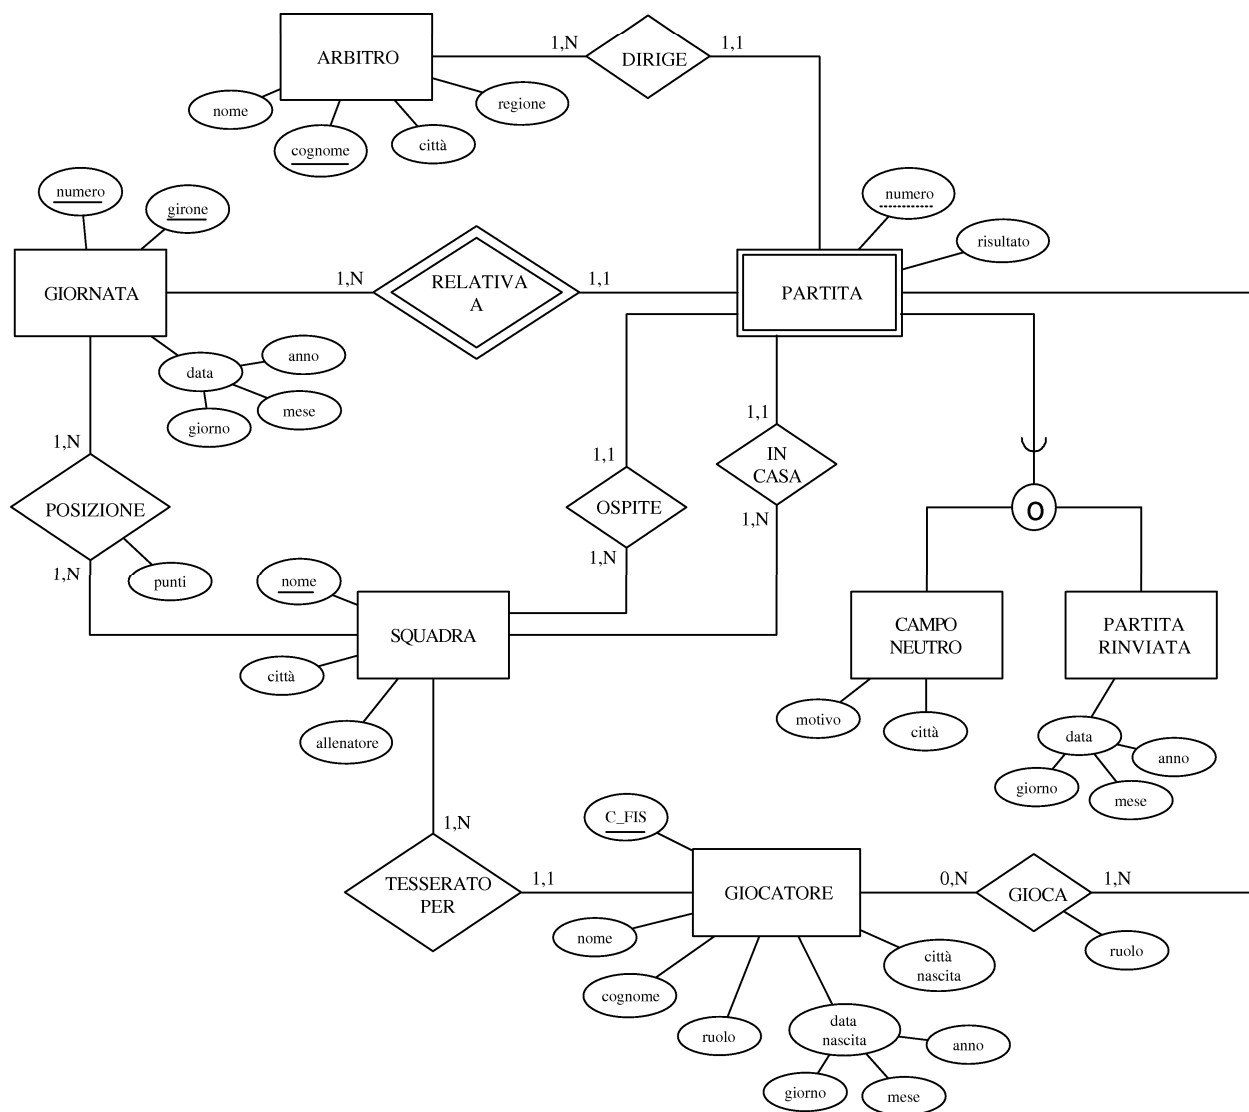 1,N
1,1
ARBITRO
DIRIGE
nome
regione
cognome
città
numero
girone
numero
risultato
GIORNATA
1,N
RELATIVA
A
1,1
PARTITA
data
anno
mese
giorno
1,N
1,1
1,1
IN
CASA
POSIZIONE
OSPITE
1,N
O
1,N
punti
1,N
nome
SQUADRA
città
allenatore
CAMPO
NEUTRO
PARTITA
RINVIATA
motivo
città
data
anno
giorno
mese
C_FIS
1,N
TESSERATO
PER
1,1
GIOCATORE
0,N
GIOCA
1,N
nome
cognome
ruolo
città
nascita
ruolo
data
nascita
anno
giorno
mese